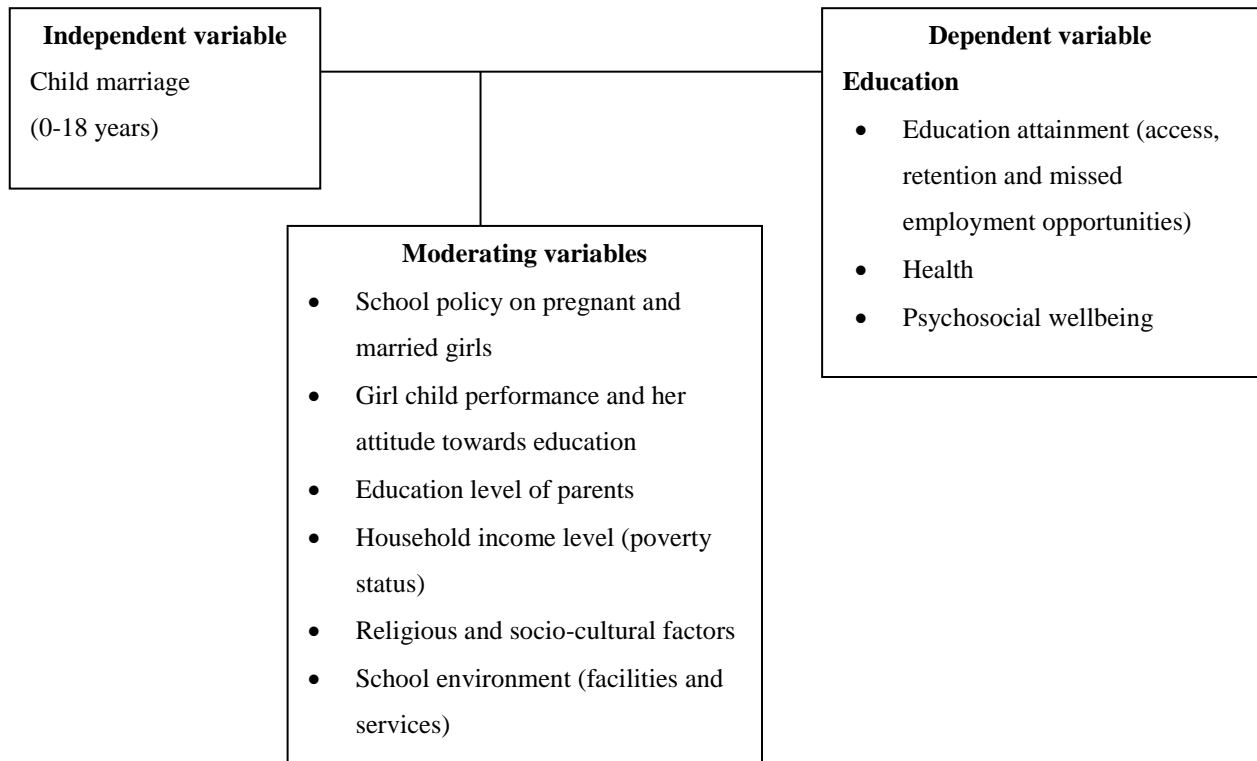 Independent variable
Child marriage
(0-18 years)
Dependent variable
Education
• Education attainment (access,
retention and missed
employment opportunities)
• Health
• Psychosocial wellbeing
Moderating variables
• School policy on pregnant and
married girls
• Girl child performance and her
attitude towards education
• Education level of parents
• Household income level (poverty
status)
• Religious and socio-cultural factors
• School environment (facilities and
services)